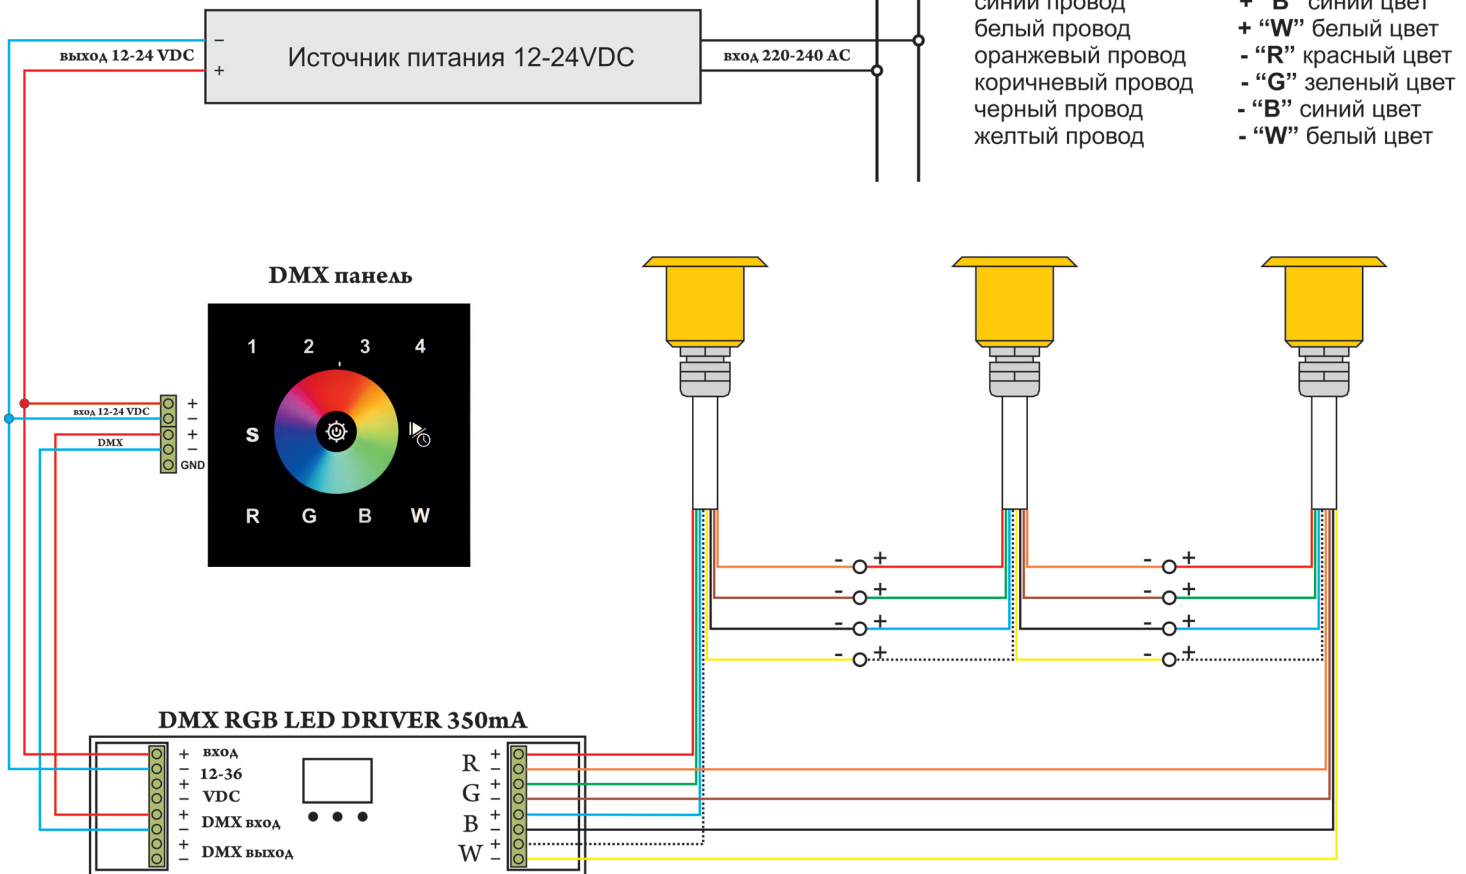 синий провод + “B” синий цвет
белый провод + “W” белый цвет
оранжевый провод - “R” красный цвет
коричневый провод - “G” зеленый цвет
черный провод - “B” синий цвет
желтый провод - “W” белый цвет
выход 12-24 VDC
−
+
Источник питания 12-24VDC
вход 220-240 AC
DMX панель
1 2 3 4
S
R G B W
вход 12-24 VDC
DMX
+
−
+
−
GND
- + - +
- + - +
- + - +
- + - +
DMX RGB LED DRIVER 350mA
+ вход
− 12-36
+
− VDC
+
− DMX вход
+
− DMX выход
R + −
G + −
B + −
W + −